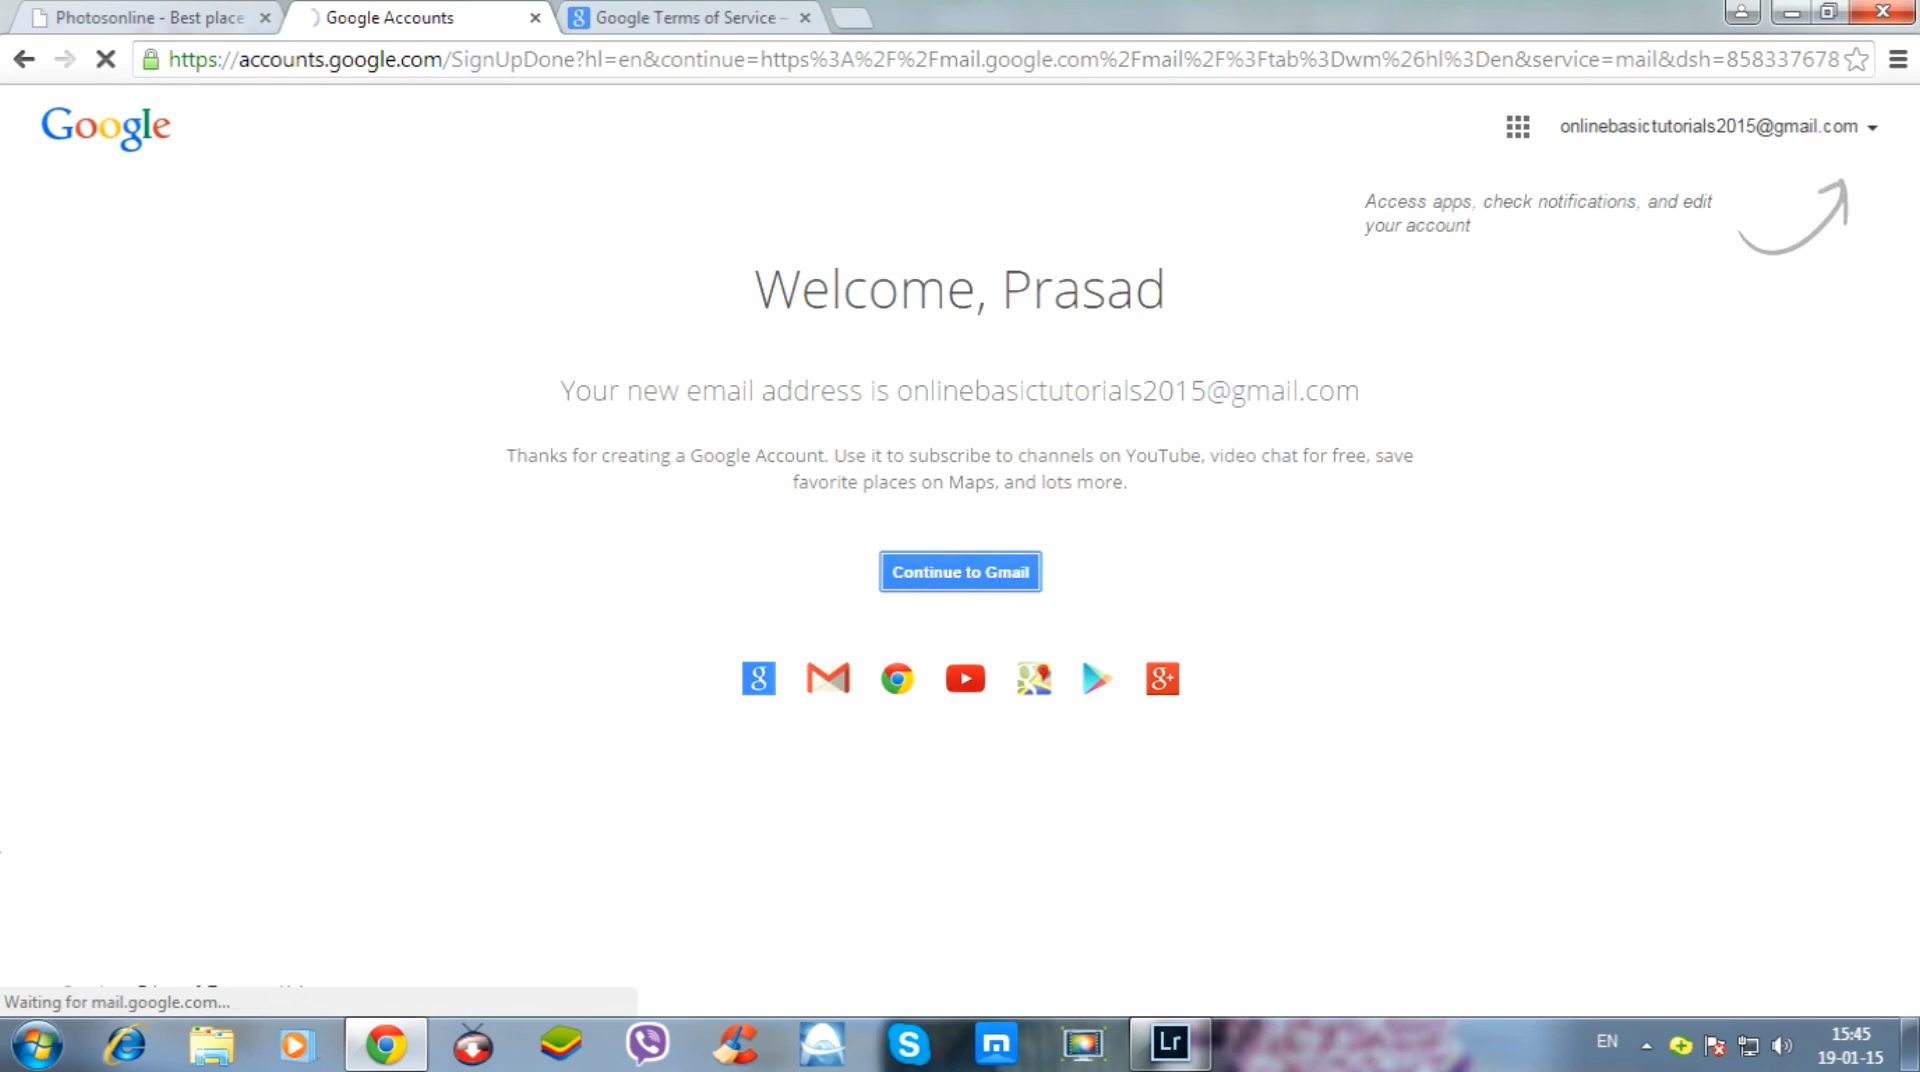 Photosonline - Best place
Google Accounts
Google Terms of Service -
https://accounts.google.com/SignUpDone?hl=en&continue=https%3A%2F%2Fmail.google.com%2Fmail%2F%3Ftab%3Dwm%26hl%3Den&service=mail&dsh=858337678
Google
onlinebasictutorials2015@gmail.com
Access apps, check notifications, and edit
your account
Welcome, Prasad
Your new email address is onlinebasictutorials2015@gmail.com
Thanks for creating a Google Account. Use it to subscribe to channels on YouTube, video chat for free, save
favorite places on Maps, and lots more.
Continue to Gmail
Waiting for mail.google.com...
Lr
EN
15:45
19-01-15